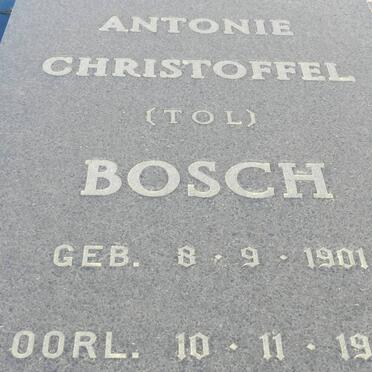 ANTONIE
CHRISTOFFEL
(TOL)
BOSCH
GEB. 8·9·1901
OORL. 10·11·19